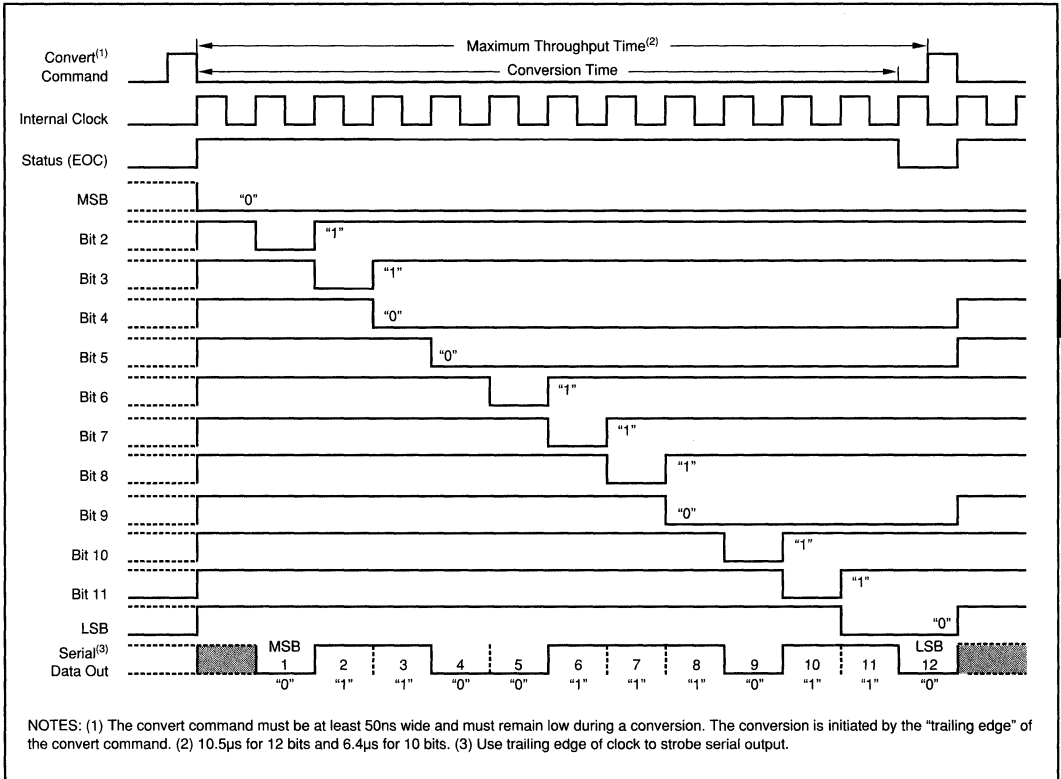 Maximum Throughput Time(2)
Convert(1)
Command
Conversion Time
Internal Clock
Status (EOC)
MSB
"0"
Bit 2
"1"
Bit 3
"1"
Bit 4
"0"
Bit 5
"0"
Bit 6
"1"
Bit 7
"1"
Bit 8
"1"
Bit 9
"0"
Bit 10
"1"
Bit 11
"1"
LSB
"0"
Serial(3)
Data Out
MSB LSB
1 2 3 4 5 6 7 8 9 10 11 12
"0" "1" "1" "0" "0" "1" "1" "1" "0" "1" "1" "0"
NOTES: (1) The convert command must be at least 50ns wide and must remain low during a conversion. The conversion is initiated by the "trailing edge" of
the convert command. (2) 10.5µs for 12 bits and 6.4µs for 10 bits. (3) Use trailing edge of clock to strobe serial output.